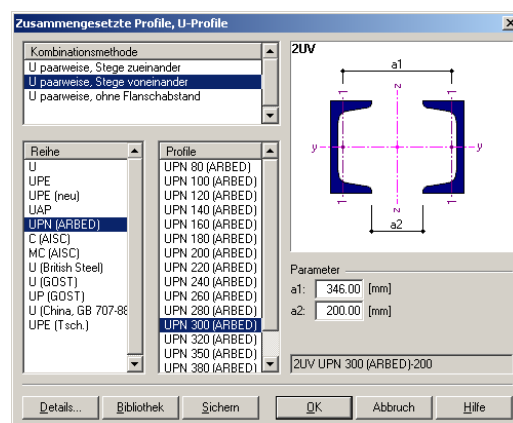 Zusammengesetzte Profile, U-Profile
Kombinationsmethode
U paarweise, Stege zueinander
U paarweise, Stege voneinander
U paarweise, ohne Flanschabstand
Reihe
U
UPE
UPE (neu)
UAP
UPN (ARBED)
C (AISC)
MC (AISC)
U (British Steel)
U (GOST)
UP (GOST)
U (China, GB 707-88
UPE (Tsch.)
Profile
UPN 80 (ARBED)
UPN 100 (ARBED)
UPN 120 (ARBED)
UPN 140 (ARBED)
UPN 160 (ARBED)
UPN 180 (ARBED)
UPN 200 (ARBED)
UPN 220 (ARBED)
UPN 240 (ARBED)
UPN 260 (ARBED)
UPN 280 (ARBED)
UPN 300 (ARBED)
UPN 320 (ARBED)
UPN 350 (ARBED)
UPN 380 (ARBED)
2UV
a1
1 z 1
y y
1 z 1
a2
Parameter
a1: 346.00 [mm]
a2: 200.00 [mm]
2UV UPN 300 (ARBED)-200
Details... Bibliothek Sichern OK Abbruch Hilfe